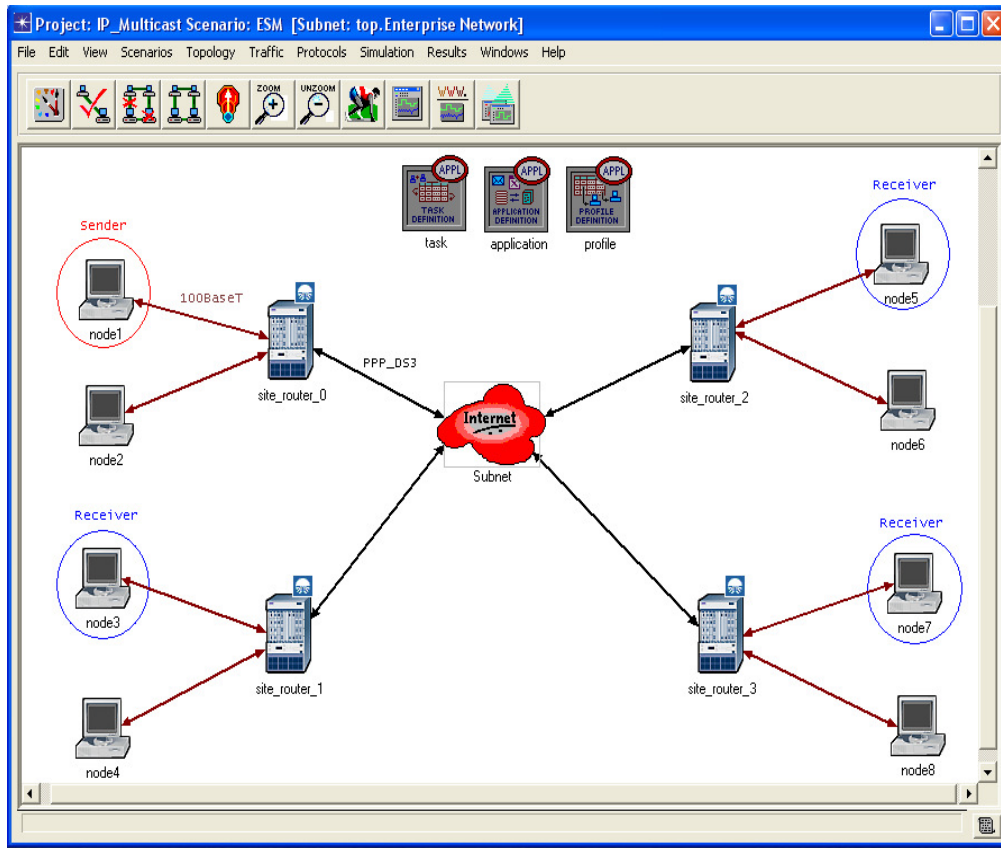 Project: IP_Multicast Scenario: ESM [Subnet: top.Enterprise Network]
File Edit View Scenarios Topology Traffic Protocols Simulation Results Windows Help
ZOOM UNZOOM WWW.
APPL APPL APPL
TASK DEFINITION
APPLICATION DEFINITION
PROFILE DEFINITION
task application profile
Sender
Receiver
node1
100BaseT
node5
site_router_0
PPP_DS3
site_router_2
node2
Internet
node6
Subnet
Receiver
Receiver
node3
node7
site_router_1
site_router_3
node4
node8